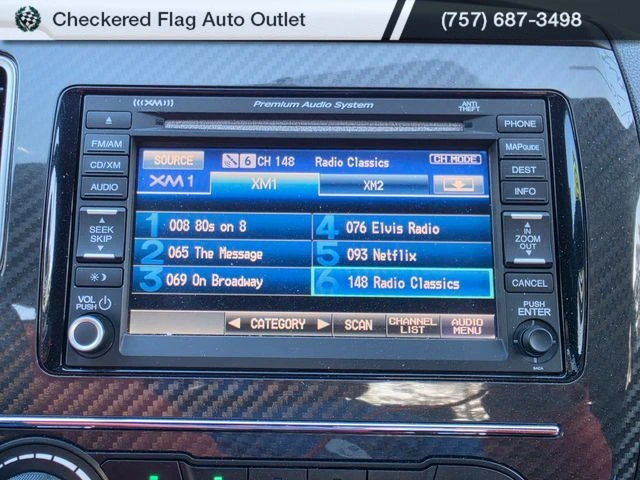 Checkered Flag Auto Outlet
(757) 687-3498
(((XM)))
Premium Audio System
ANTI THEFT
FM/AM
CD/XM
AUDIO
SEEK
SKIP
VOL
PUSH
PHONE
MAP GUIDE
DEST
INFO
IN
ZOOM
OUT
CANCEL
PUSH
ENTER
SOURCE
6 CH 148 Radio Classics
CH MODE
XM1
XM1
XM2
1 008 80s on 8
4 076 Elvis Radio
2 065 The Message
5 093 Netflix
3 069 On Broadway
6 148 Radio Classics
CATEGORY
SCAN
CHANNEL LIST
AUDIO MENU